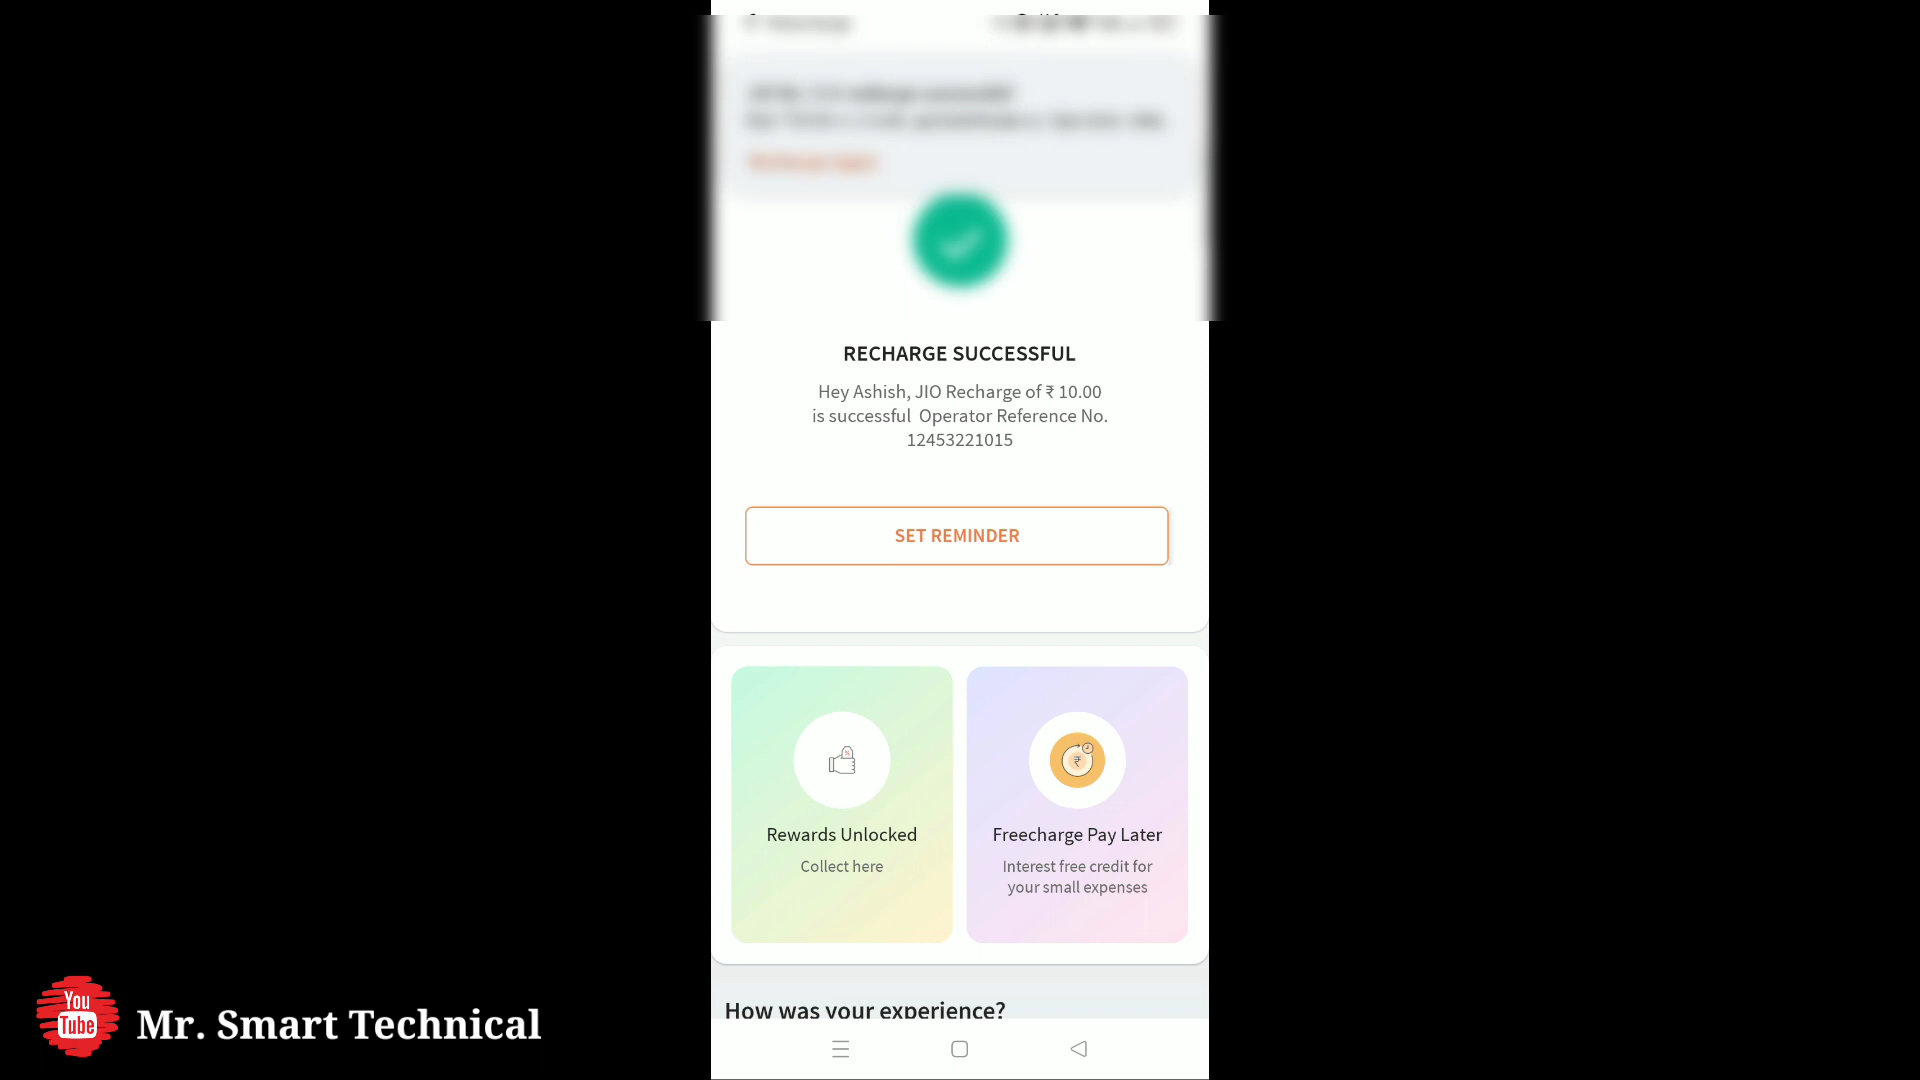 RECHARGE SUCCESSFUL
Hey Ashish, JIO Recharge of ₹ 10.00
is successful Operator Reference No.
12453221015
SET REMINDER
Rewards Unlocked
Collect here
Freecharge Pay Later
Interest free credit for
your small expenses
How was your experience?
You
Tube
Mr. Smart Technical